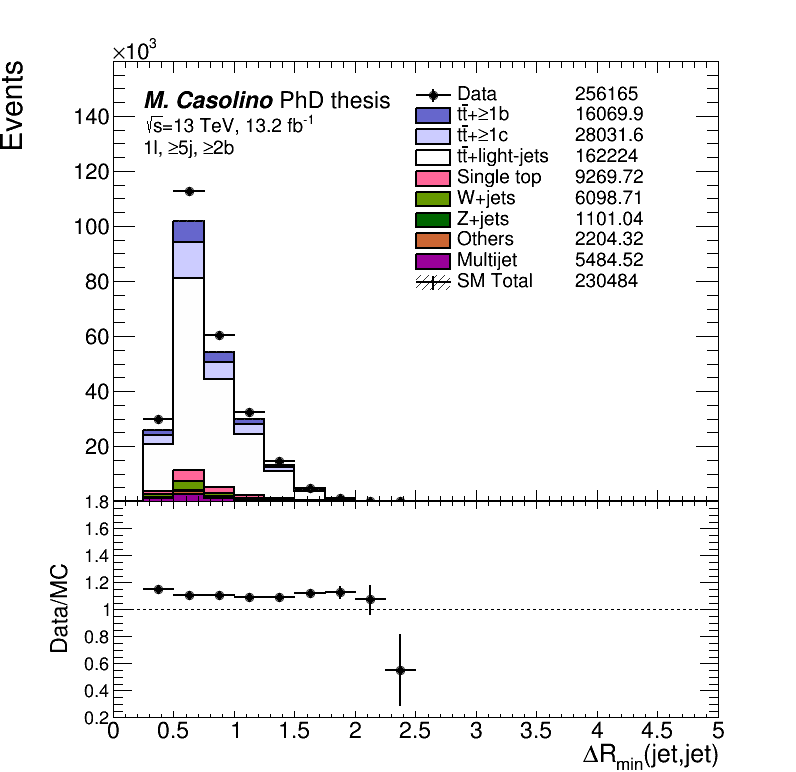 ×10³
Events
M. Casolino PhD thesis
√s=13 TeV, 13.2 fb⁻¹
1l, ≥5j, ≥2b
Data 256165
tt̄+≥1b 16069.9
tt̄+≥1c 28031.6
tt̄+light-jets 162224
Single top 9269.72
W+jets 6098.71
Z+jets 1101.04
Others 2204.32
Multijet 5484.52
SM Total 230484
140
120
100
80
60
40
20
1.8
1.6
1.4
1.2
1
0.8
0.6
0.4
0.2
Data/MC
0 0.5 1 1.5 2 2.5 3 3.5 4 4.5 5
ΔR_min(jet,jet)